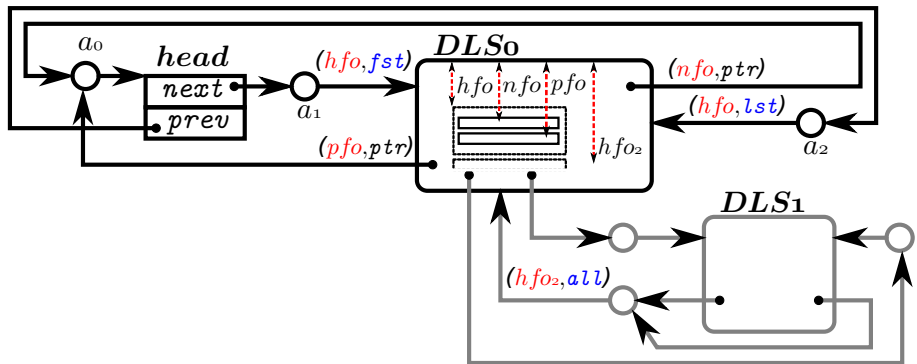 a₀
head
next
prev
a₁
(hfo,fst)
DLS0
hfo
nfo
pfo
hfo₂
(nfo,ptr)
(hfo,lst)
a₂
(pfo,ptr)
DLS1
(hfo₂,all)